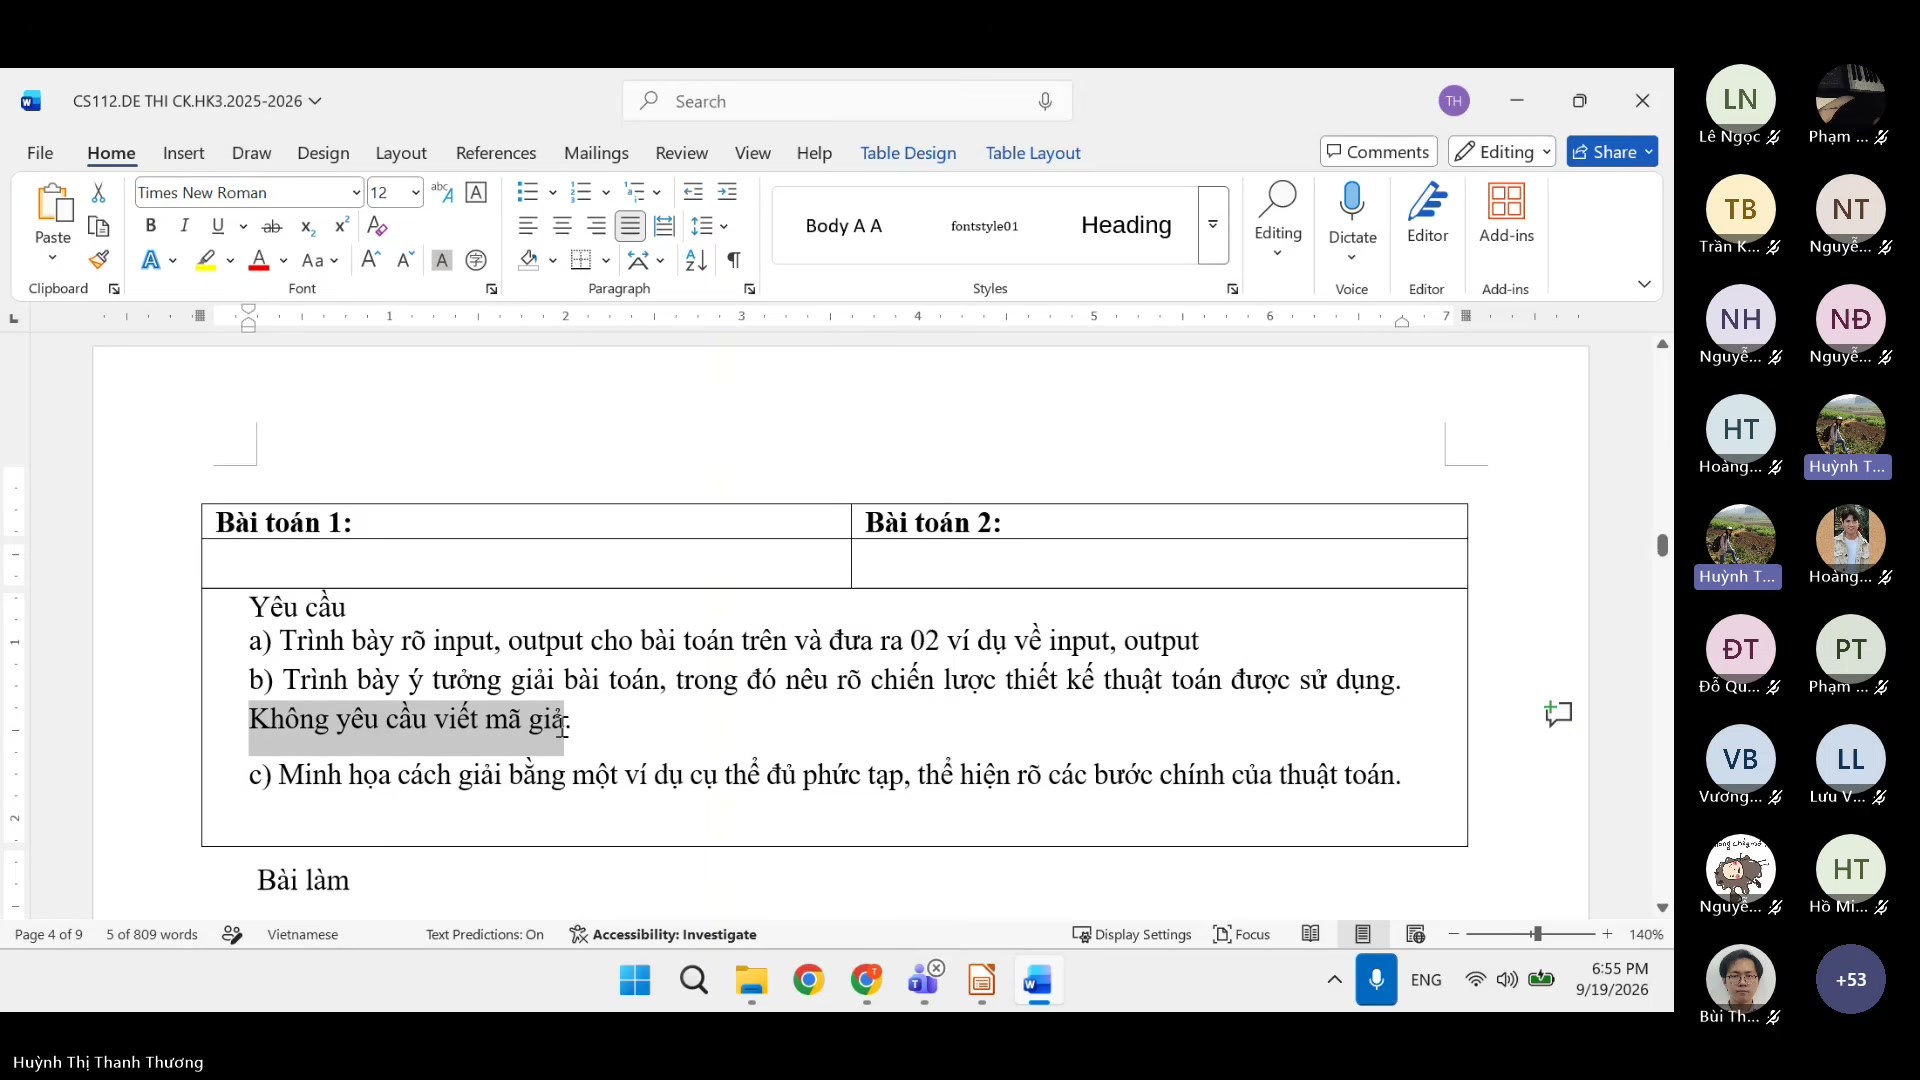 CS112.DE THI CK.HK3.2025-2026
Search
TH
File Home Insert Draw Design Layout References Mailings Review View Help Table Design Table Layout
Comments Editing Share
Paste
Times New Roman 12
Body A A fontstyle01 Heading
Editing Dictate Editor Add-ins
Clipboard Font Paragraph Styles Voice Editor Add-ins
1 2 3 4 5 6 7
Bài toán 1: Bài toán 2:
Yêu cầu
a) Trình bày rõ input, output cho bài toán trên và đưa ra 02 ví dụ về input, output
b) Trình bày ý tưởng giải bài toán, trong đó nêu rõ chiến lược thiết kế thuật toán được sử dụng.
Không yêu cầu viết mã giả.
c) Minh họa cách giải bằng một ví dụ cụ thể đủ phức tạp, thể hiện rõ các bước chính của thuật toán.
Bài làm
Page 4 of 9 5 of 809 words Vietnamese Text Predictions: On Accessibility: Investigate Display Settings Focus 140%
ENG 6:55 PM
9/19/2026
Huỳnh Thị Thanh Thương
LN
Lê Ngọc Phạm ...
TB NT
Trần K... Nguyễ...
NH NĐ
Nguyễ... Nguyễ...
HT
Hoàng... Huỳnh T...
Huỳnh T... Hoàng...
ĐT PT
Đỗ Qu... Phạm ...
VB LL
Vương... Lưu V...
HT
Nguyễ... Hồ Mi...
+53
Bùi Th...